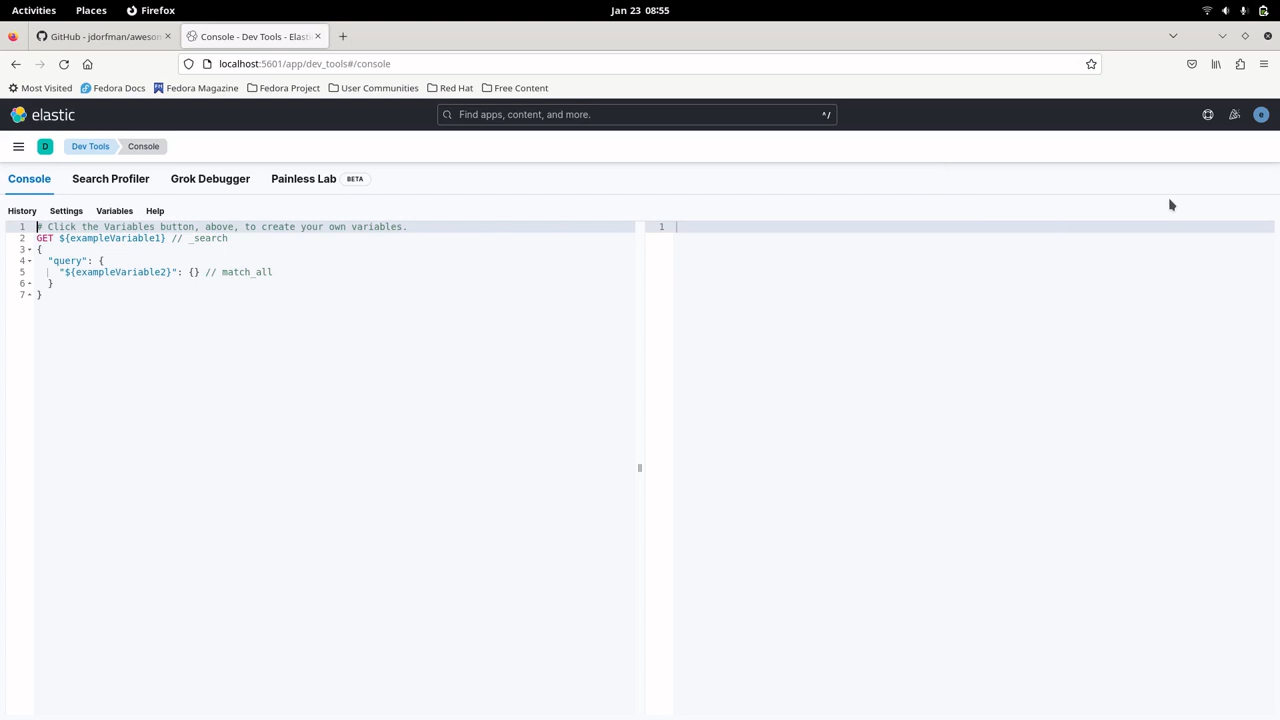 Activities Places Firefox Jan 23 08:55
GitHub - jdorfman/aweson Console - Dev Tools - Elasti
localhost:5601/app/dev_tools#/console
Most Visited Fedora Docs Fedora Magazine Fedora Project User Communities Red Hat Free Content
elastic Find apps, content, and more. ^/ e
D Dev Tools Console
Console Search Profiler Grok Debugger Painless Lab BETA
History Settings Variables Help
1 # Click the Variables button, above, to create your own variables.
2 GET ${exampleVariable1} // _search
3 {
4 "query": {
5 "${exampleVariable2}": {} // match_all
6 }
7 }
1